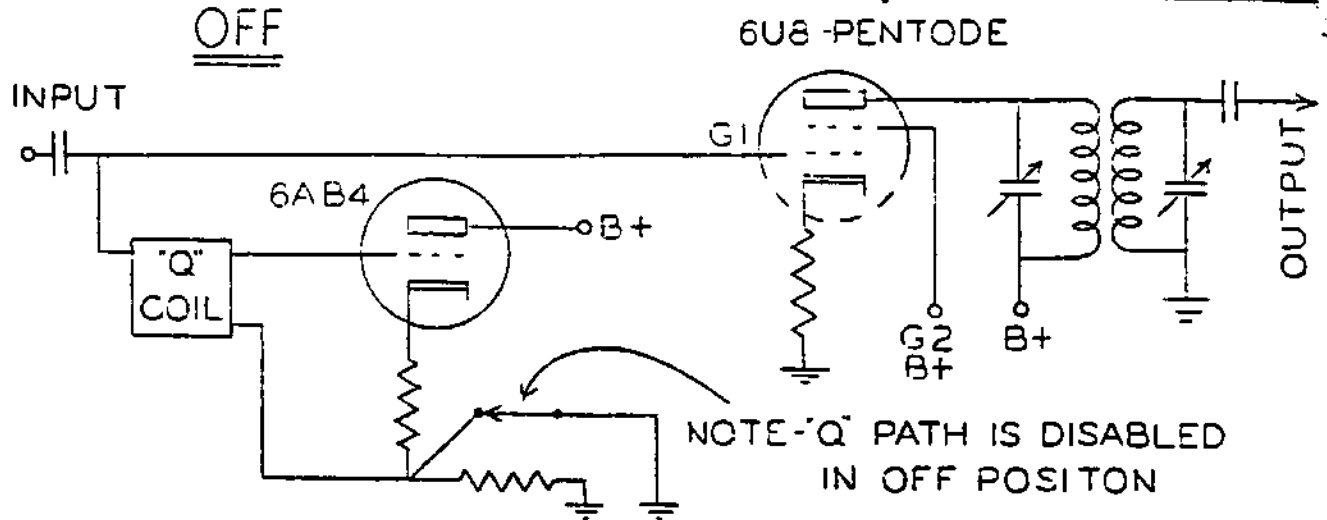 OFF
6U8-PENTODE
INPUT
G1
6AB4
B+
"Q"
COIL
G2
B+
B+
OUTPUT
NOTE-"Q" PATH IS DISABLED
IN OFF POSITON